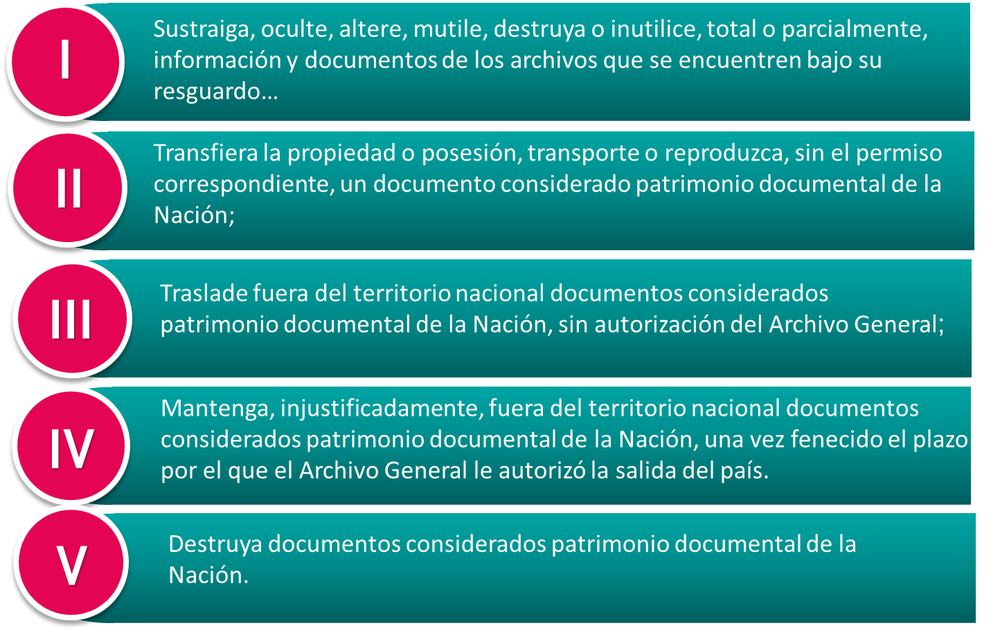 I
Sustraiga, oculte, altere, mutile, destruya o inutilice, total o parcialmente,
información y documentos de los archivos que se encuentren bajo su
resguardo...
II
Transfiera la propiedad o posesión, transporte o reproduzca, sin el permiso
correspondiente, un documento considerado patrimonio documental de la
Nación;
III
Traslade fuera del territorio nacional documentos considerados
patrimonio documental de la Nación, sin autorización del Archivo General;
IV
Mantenga, injustificadamente, fuera del territorio nacional documentos
considerados patrimonio documental de la Nación, una vez fenecido el plazo
por el que el Archivo General le autorizó la salida del país.
V
Destruya documentos considerados patrimonio documental de la
Nación.